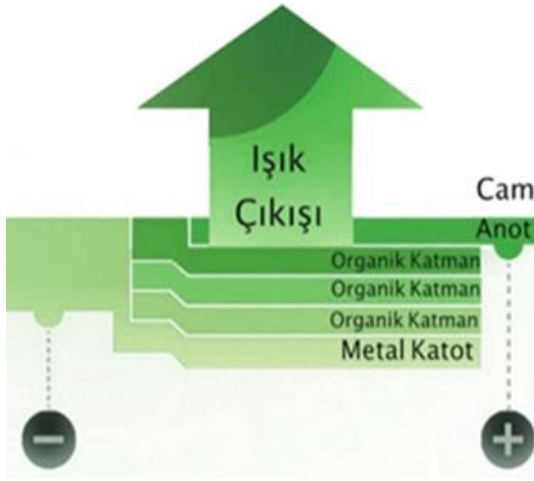 Işık
Çıkışı
Cam
Anot
Organik Katman
Organik Katman
Organik Katman
Metal Katot
−
+